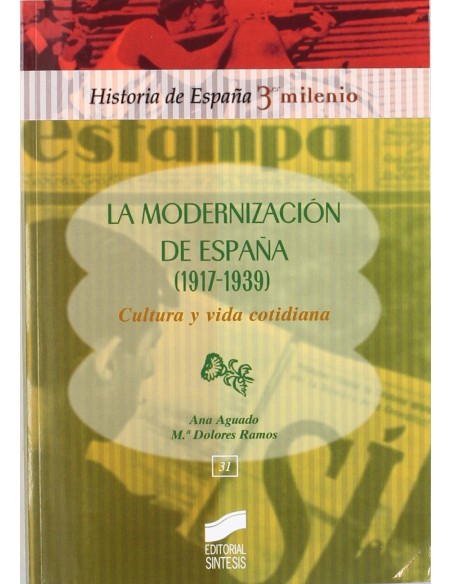 Historia de España 3er milenio
estampa
LA MODERNIZACIÓN
DE ESPAÑA
(1917-1939)
Cultura y vida cotidiana
Ana Aguado
M.ª Dolores Ramos
31
SÍ
EDITORIAL
SINTESIS